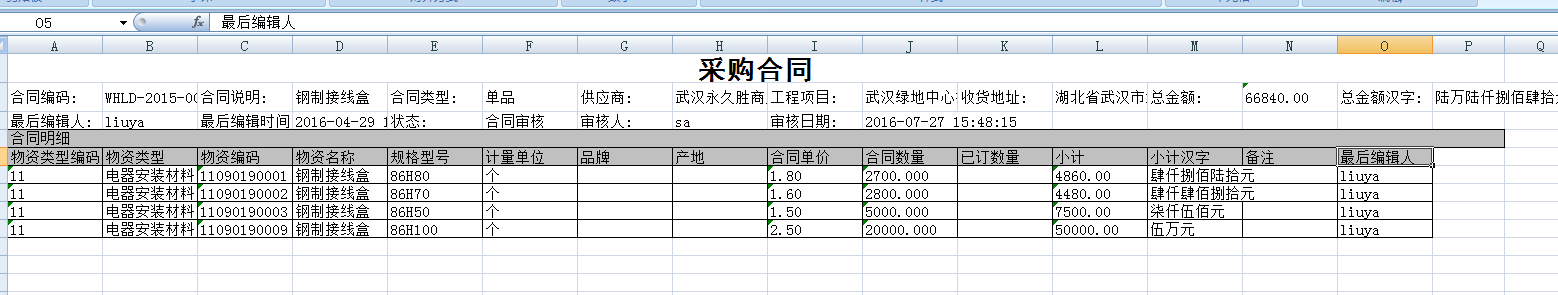 O5 fx 最后编辑人
A B C D E F G H I J K L M N O P Q
采购合同
合同编码： WHLD-2015-00 合同说明： 钢制接线盒 合同类型： 单品 供应商： 武汉永久胜商 工程项目： 武汉绿地中心 收货地址： 湖北省武汉市 总金额： 66840.00 总金额汉字： 陆万陆仟捌佰肆拾
最后编辑人： liuya 最后编辑时间 2016-04-29 1 状态： 合同审核 审核人： sa 审核日期： 2016-07-27 15:48:15
合同明细
物资类型编码 物资类型 物资编码 物资名称 规格型号 计量单位 品牌 产地 合同单价 合同数量 已订数量 小计 小计汉字 备注 最后编辑人
11 电器安装材料 11090190001 钢制接线盒 86H80 个 1.80 2700.000 4860.00 肆仟捌佰陆拾元 liuya
11 电器安装材料 11090190002 钢制接线盒 86H70 个 1.60 2800.000 4480.00 肆仟肆佰捌拾元 liuya
11 电器安装材料 11090190003 钢制接线盒 86H50 个 1.50 5000.000 7500.00 柒仟伍佰元 liuya
11 电器安装材料 11090190009 钢制接线盒 86H100 个 2.50 20000.000 50000.00 伍万元 liuya